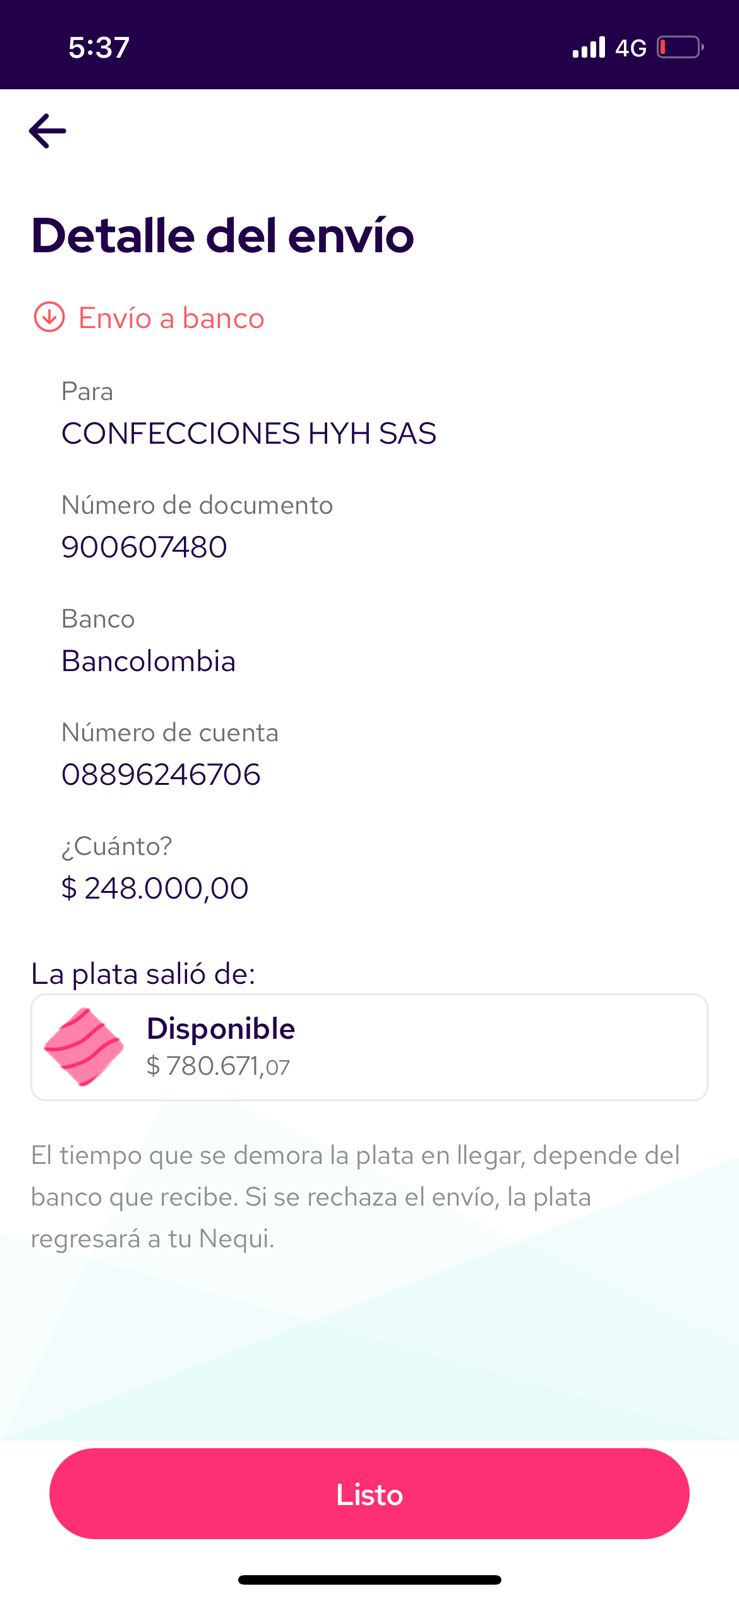 5:37
4G
Detalle del envío
Envío a banco
Para
CONFECCIONES HYH SAS
Número de documento
900607480
Banco
Bancolombia
Número de cuenta
08896246706
¿Cuánto?
$ 248.000,00
La plata salió de:
Disponible
$ 780.671,07
El tiempo que se demora la plata en llegar, depende del
banco que recibe. Si se rechaza el envío, la plata
regresará a tu Nequi.
Listo